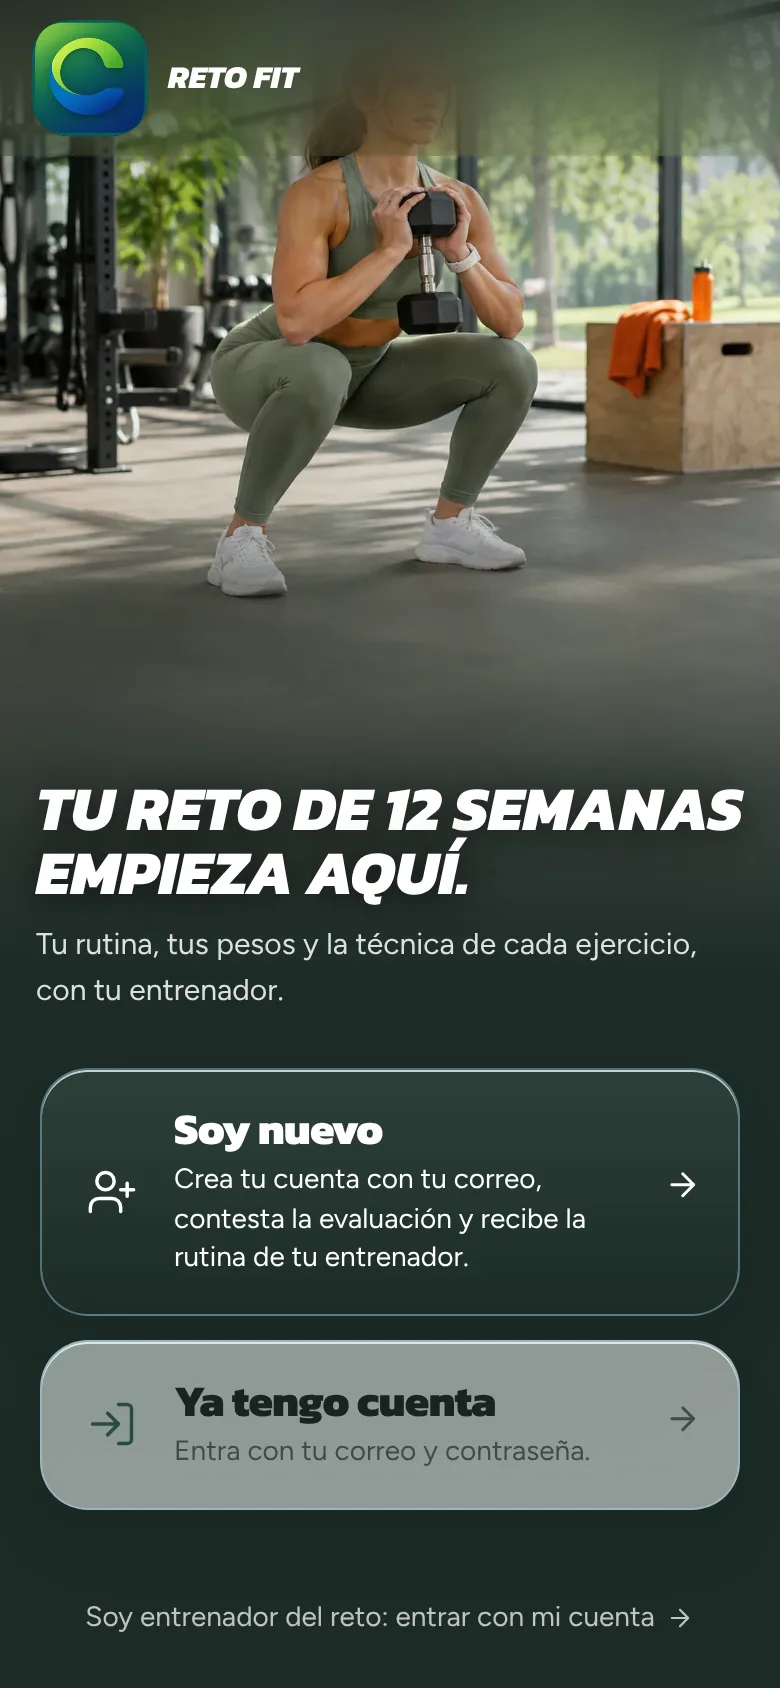 RETO FIT
TU RETO DE 12 SEMANAS
EMPIEZA AQUÍ.
Tu rutina, tus pesos y la técnica de cada ejercicio,
con tu entrenador.
Soy nuevo
Crea tu cuenta con tu correo,
contesta la evaluación y recibe la
rutina de tu entrenador.
Ya tengo cuenta
Entra con tu correo y contraseña.
Soy entrenador del reto: entrar con mi cuenta →